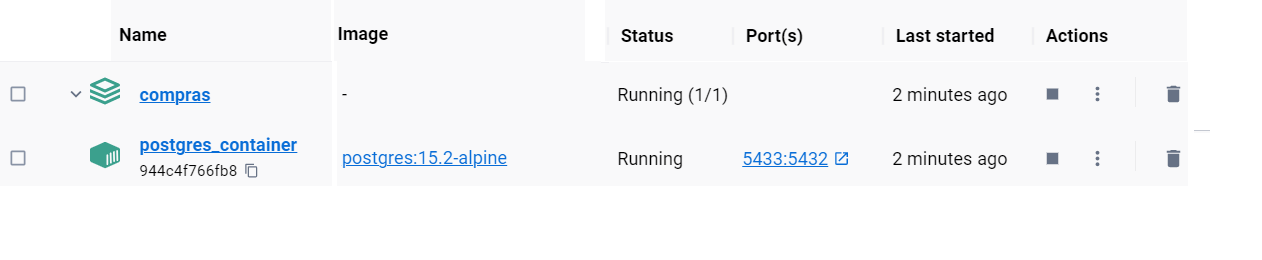 Name Image Status Port(s) Last started Actions
compras - Running (1/1) 2 minutes ago
postgres_container postgres:15.2-alpine Running 5433:5432 2 minutes ago
944c4f766fb8